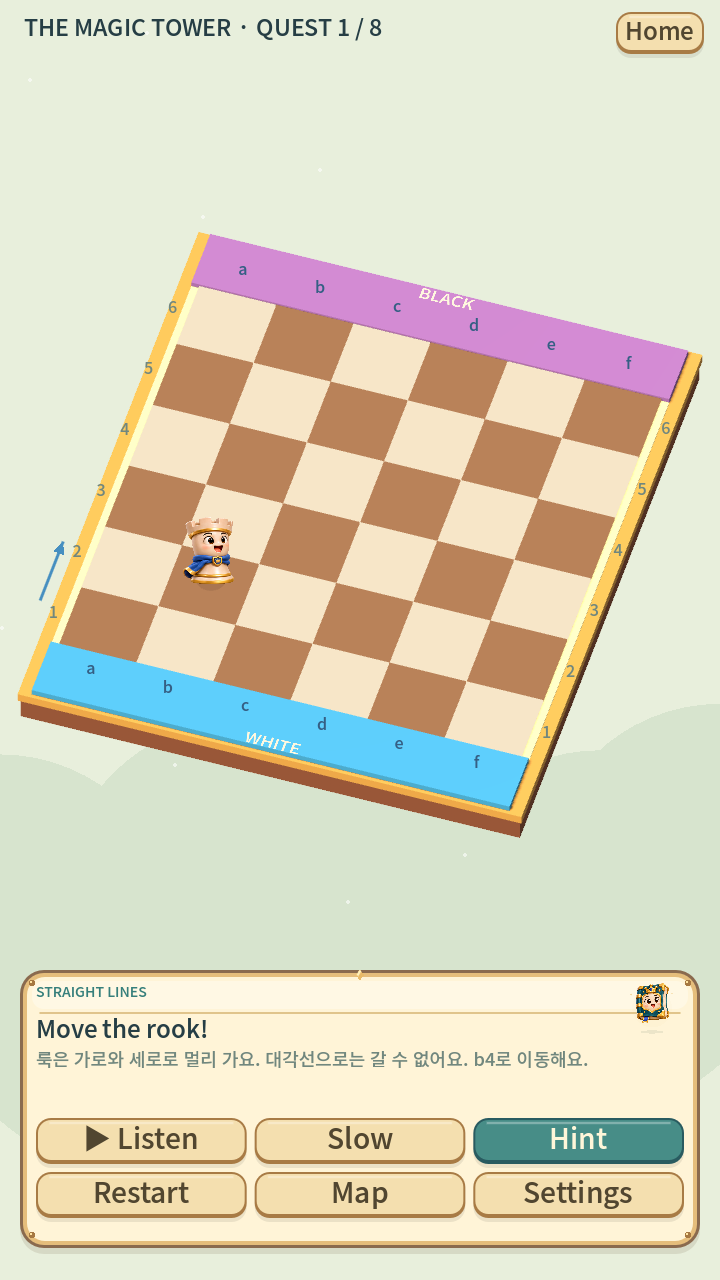 THE MAGIC TOWER · QUEST 1 / 8
Home
BLACK
a b c d e f
6 6
5 5
4 4
3 3
2 2
1 1
a b c d e f
WHITE
STRAIGHT LINES
Move the rook!
룩은 가로와 세로로 멀리 가요. 대각선으로는 갈 수 없어요. b4로 이동해요.
▶ Listen
Slow
Hint
Restart
Map
Settings